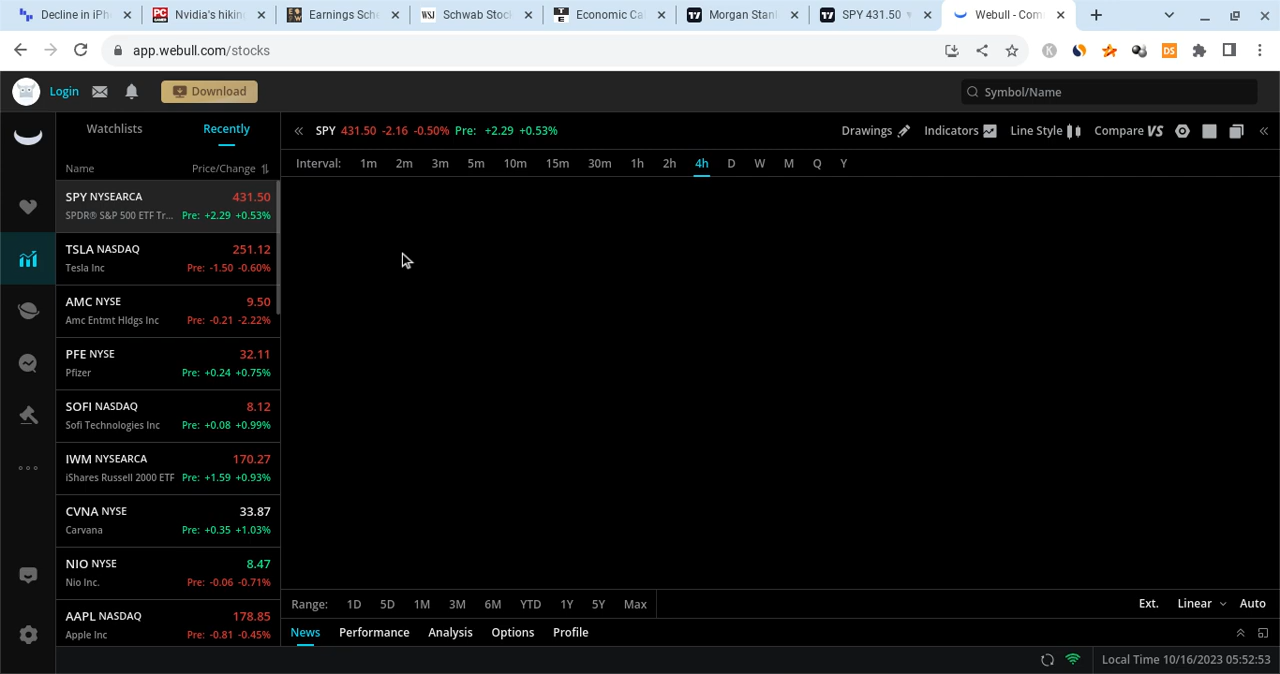 Decline in iPh
Nvidia's hikin
Earnings Sche
Schwab Stoc
Economic Cal
Morgan Stanl
SPY 431.50
Webull - Com
app.webull.com/stocks
Login
Download
Symbol/Name
Watchlists Recently
Name Price/Change
SPY NYSEARCA 431.50
SPDR® S&P 500 ETF Tr... Pre: +2.29 +0.53%
TSLA NASDAQ 251.12
Tesla Inc Pre: -1.50 -0.60%
AMC NYSE 9.50
Amc Entmt Hldgs Inc Pre: -0.21 -2.22%
PFE NYSE 32.11
Pfizer Pre: +0.24 +0.75%
SOFI NASDAQ 8.12
Sofi Technologies Inc Pre: +0.08 +0.99%
IWM NYSEARCA 170.27
iShares Russell 2000 ETF Pre: +1.59 +0.93%
CVNA NYSE 33.87
Carvana Pre: +0.35 +1.03%
NIO NYSE 8.47
Nio Inc. Pre: -0.06 -0.71%
AAPL NASDAQ 178.85
Apple Inc Pre: -0.81 -0.45%
SPY 431.50 -2.16 -0.50% Pre: +2.29 +0.53%
Drawings Indicators Line Style Compare VS
Interval: 1m 2m 3m 5m 10m 15m 30m 1h 2h 4h D W M Q Y
Range: 1D 5D 1M 3M 6M YTD 1Y 5Y Max
Ext. Linear Auto
News Performance Analysis Options Profile
Local Time 10/16/2023 05:52:53